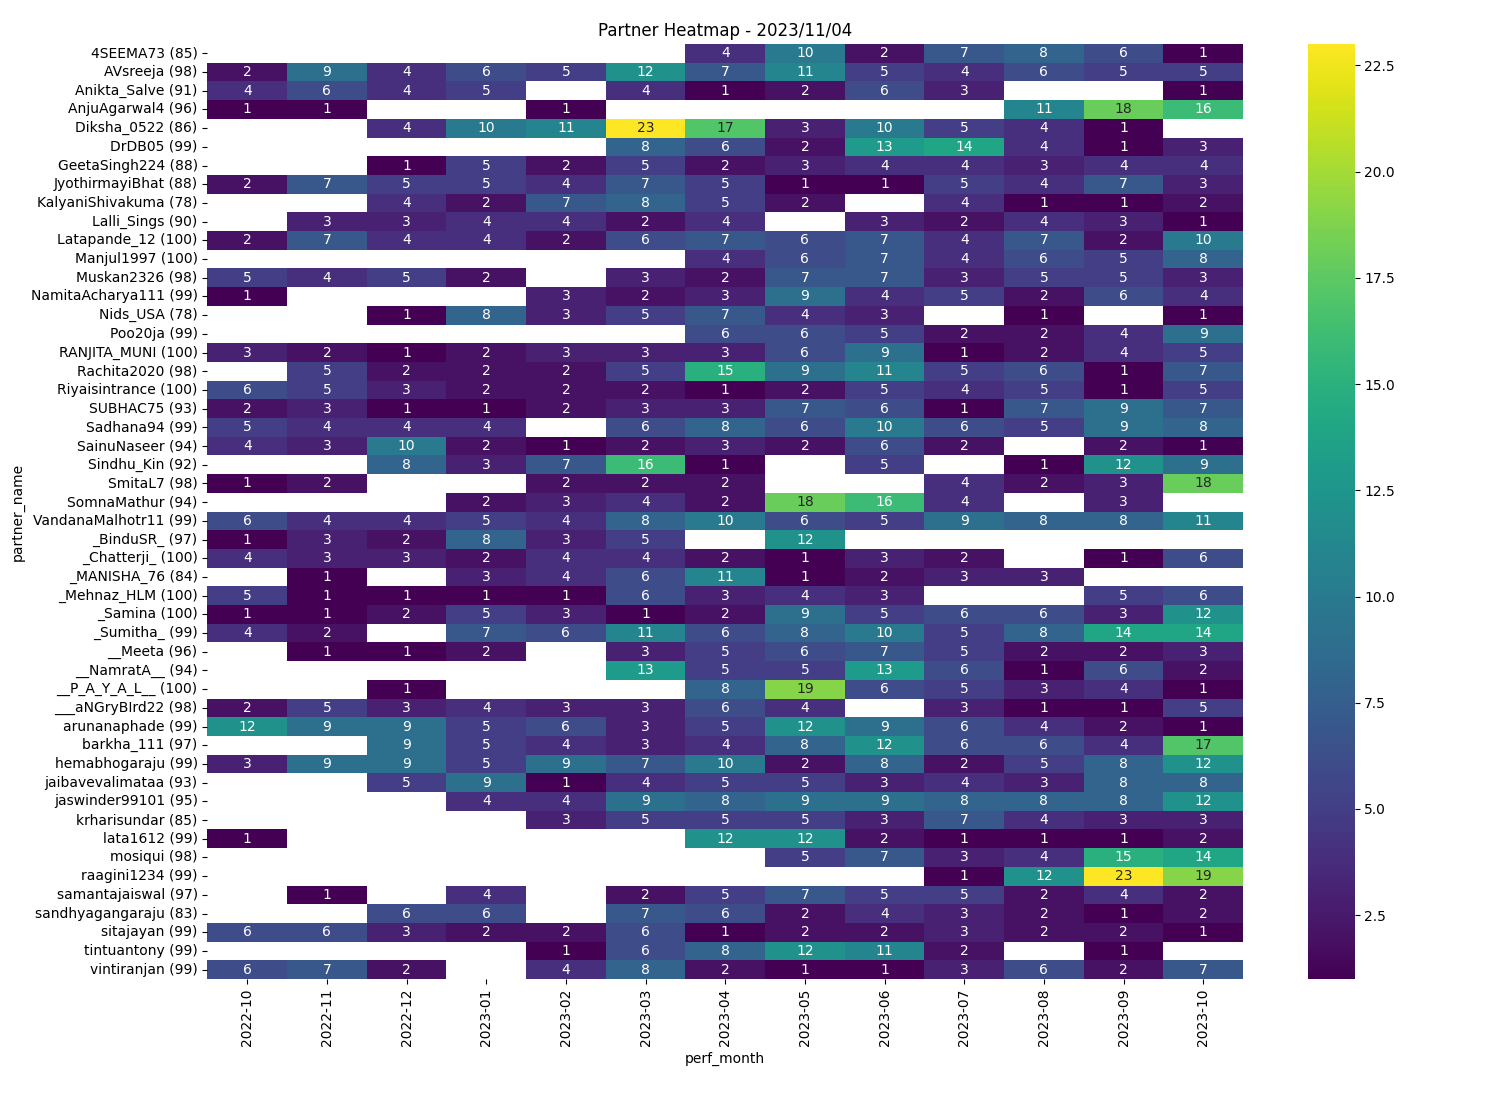 Partner Heatmap - 2023/11/04
4SEEMA73 (85) 4 10 2 7 8 6 1
AVsreeja (98) 2 9 4 6 5 12 7 11 5 4 6 5 5
Anikta_Salve (91) 4 6 4 5 4 1 2 6 3 1
AnjuAgarwal4 (96) 1 1 1 11 18 16
Diksha_0522 (86) 4 10 11 23 17 3 10 5 4 1
DrDB05 (99) 8 6 2 13 14 4 1 3
GeetaSingh224 (88) 1 5 2 5 2 3 4 4 3 4 4
JyothirmayiBhat (88) 2 7 5 5 4 7 5 1 1 5 4 7 3
KalyaniShivakuma (78) 4 2 7 8 5 2 4 1 1 2
Lalli_Sings (90) 3 3 4 4 2 4 3 2 4 3 1
Latapande_12 (100) 2 7 4 4 2 6 7 6 7 4 7 2 10
Manjul1997 (100) 4 6 7 4 6 5 8
Muskan2326 (98) 5 4 5 2 3 2 7 7 3 5 5 3
NamitaAcharya111 (99) 1 3 2 3 9 4 5 2 6 4
Nids_USA (78) 1 8 3 5 7 4 3 1 1
Poo20ja (99) 6 6 5 2 2 4 9
RANJITA_MUNI (100) 3 2 1 2 3 3 3 6 9 1 2 4 5
Rachita2020 (98) 5 2 2 2 5 15 9 11 5 6 1 7
Riyaisintrance (100) 6 5 3 2 2 2 1 2 5 4 5 1 5
SUBHAC75 (93) 2 3 1 1 2 3 3 7 6 1 7 9 7
Sadhana94 (99) 5 4 4 4 6 8 6 10 6 5 9 8
SainuNaseer (94) 4 3 10 2 1 2 3 2 6 2 2 1
Sindhu_Kin (92) 8 3 7 16 1 5 1 12 9
SmitaL7 (98) 1 2 2 2 2 4 2 3 18
SomnaMathur (94) 2 3 4 2 18 16 4 3
VandanaMalhotr11 (99) 6 4 4 5 4 8 10 6 5 9 8 8 11
_BinduSR_ (97) 1 3 2 8 3 5 12
_Chatterji_ (100) 4 3 3 2 4 4 2 1 3 2 1 6
_MANISHA_76 (84) 1 3 4 6 11 1 2 3 3
_Mehnaz_HLM (100) 5 1 1 1 1 6 3 4 3 5 6
_Samina (100) 1 1 2 5 3 1 2 9 5 6 6 3 12
_Sumitha_ (99) 4 2 7 6 11 6 8 10 5 8 14 14
__Meeta (96) 1 1 2 3 5 6 7 5 2 2 3
__NamratA__ (94) 13 5 5 13 6 1 6 2
__P_A_Y_A_L__ (100) 1 8 19 6 5 3 4 1
___aNGryBIrd22 (98) 2 5 3 4 3 3 6 4 3 1 1 5
arunanaphade (99) 12 9 9 5 6 3 5 12 9 6 4 2 1
barkha_111 (97) 9 5 4 3 4 8 12 6 6 4 17
hemabhogaraju (99) 3 9 9 5 9 7 10 2 8 2 5 8 12
jaibavevalimataa (93) 5 9 1 4 5 5 3 4 3 8 8
jaswinder99101 (95) 4 4 9 8 9 9 8 8 8 12
krharisundar (85) 3 5 5 5 3 7 4 3 3
lata1612 (99) 1 12 12 2 1 1 1 2
mosiqui (98) 5 7 3 4 15 14
raagini1234 (99) 1 12 23 19
samantajaiswal (97) 1 4 2 5 7 5 5 2 4 2
sandhyagangaraju (83) 6 6 7 6 2 4 3 2 1 2
sitajayan (99) 6 6 3 2 2 6 1 2 2 3 2 2 1
tintuantony (99) 1 6 8 12 11 2 1
vintiranjan (99) 6 7 2 4 8 2 1 1 3 6 2 7
2022-10 2022-11 2022-12 2023-01 2023-02 2023-03 2023-04 2023-05 2023-06 2023-07 2023-08 2023-09 2023-10
perf_month
partner_name
22.5
20.0
17.5
15.0
12.5
10.0
7.5
5.0
2.5